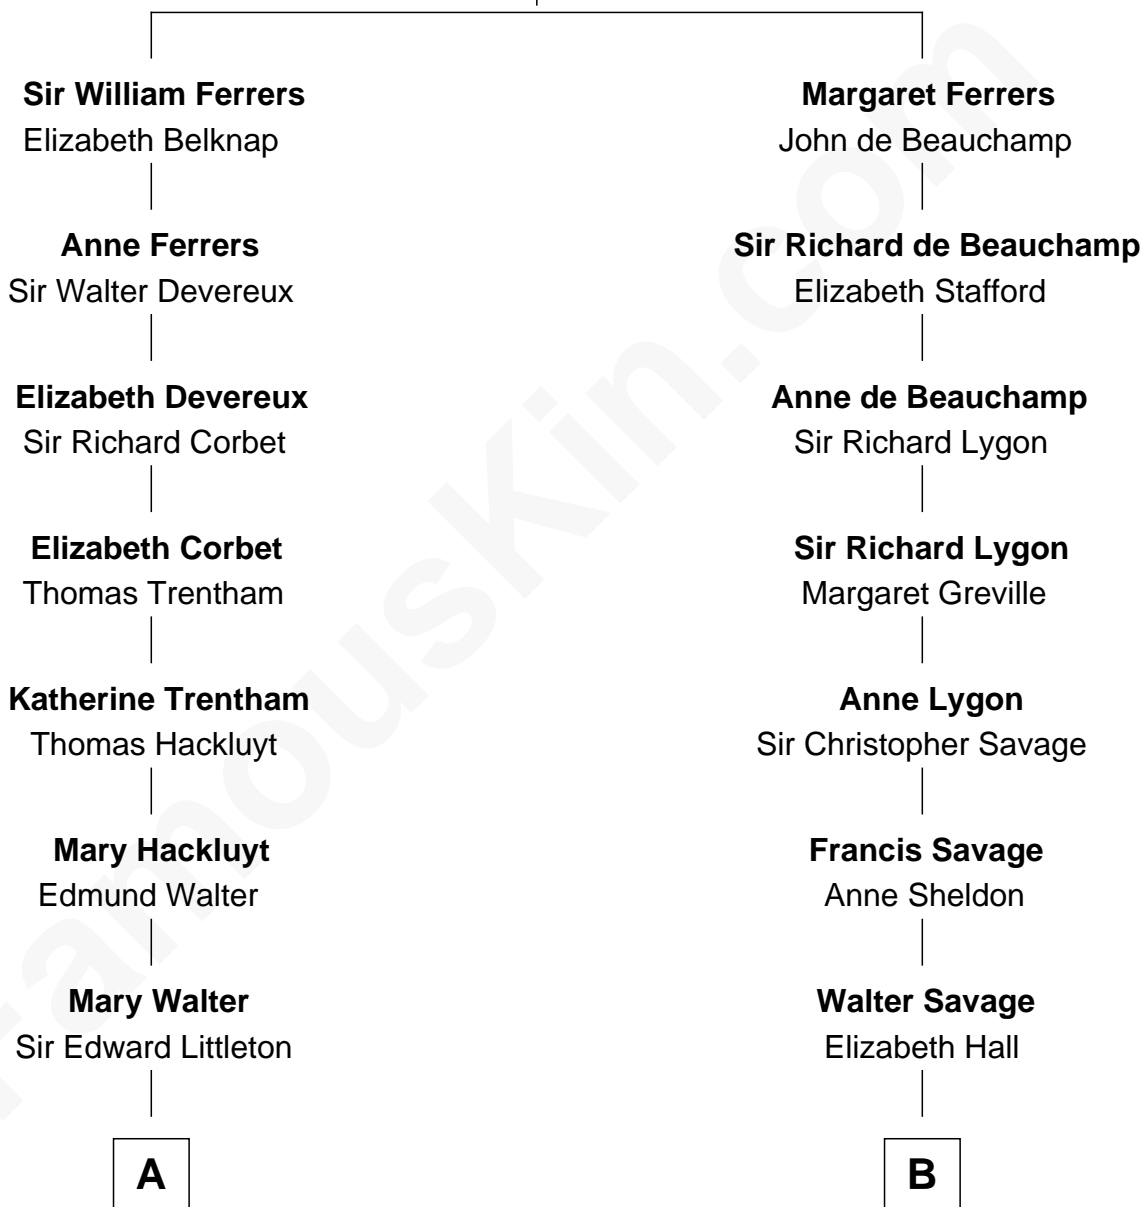 Sir William Ferrers
Elizabeth Belknap
Anne Ferrers
Sir Walter Devereux
Elizabeth Devereux
Sir Richard Corbet
Elizabeth Corbet
Thomas Trentham
Katherine Trentham
Thomas Hackluyt
Mary Hackluyt
Edmund Walter
Mary Walter
Sir Edward Littleton
A
Margaret Ferrers
John de Beauchamp
Sir Richard de Beauchamp
Elizabeth Stafford
Anne de Beauchamp
Sir Richard Lygon
Sir Richard Lygon
Margaret Greville
Anne Lygon
Sir Christopher Savage
Francis Savage
Anne Sheldon
Walter Savage
Elizabeth Hall
B
FamousKin.com